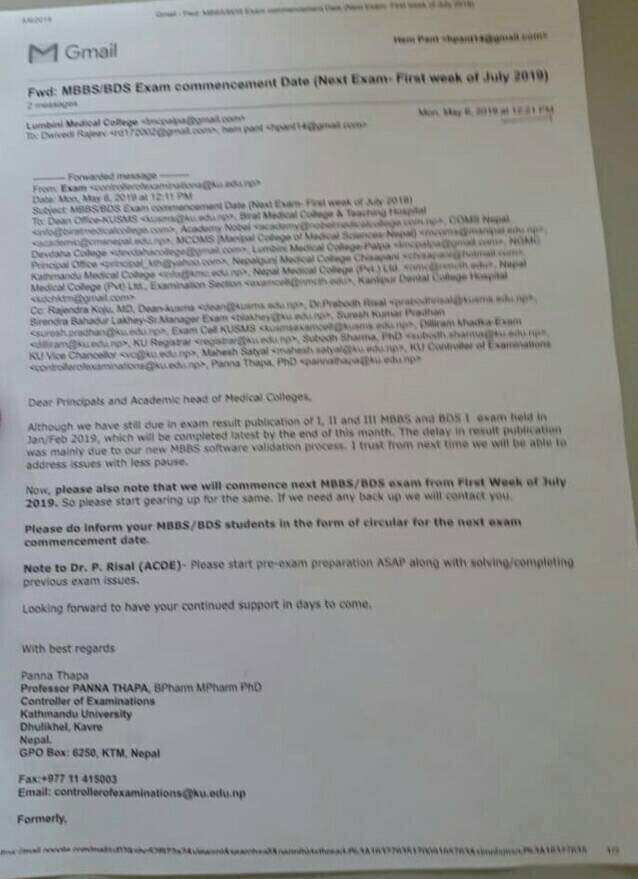 Gmail - Fwd: MBBS/BDS Exam commencement Date (Next Exam- First week of July 2019)
Gmail
Hem Pant <hpant14@gmail.com>
Fwd: MBBS/BDS Exam commencement Date (Next Exam- First week of July 2019)
2 messages
Lumbini Medical College <lmcpalpa@gmail.com>
Mon, May 6, 2019 at 12:21 PM
To: Dwivedi Rajeev <rd172002@gmail.com>, hem pant <hpant14@gmail.com>
---------- Forwarded message ----------
From: Exam <controllerofexaminations@ku.edu.np>
Date: Mon, May 6, 2019 at 12:11 PM
Subject: MBBS/BDS Exam commencement Date (Next Exam- First week of July 2019)
To: Dean Office-KUSMS <kusms@ku.edu.np>, Birat Medical College & Teaching Hospital
<info@biratmedicalcollege.com>, Academy Nobel <academy@nobelmedicalcollege.com.np>, COMS Nepal
<academic@cmsnepal.edu.np>, MCOMS [Manipal College of Medical Sciences-Nepal] <mcoms@manipal.edu.np>,
Devdaha College <devdahacollege@gmail.com>, Lumbini Medical College-Palpa <lmcpalpa@gmail.com>, NGMC
Principal Office <principal_kth@yahoo.com>, Nepalgunj Medical College Chisapani <chisapani@hotmail.com>,
Kathmandu Medical College <info@kmc.edu.np>, Nepal Medical College (Pvt.) Ltd. <nmc@nmcth.edu>, Nepal
Medical College (Pvt) Ltd., Examination Section <examcell@nmcth.edu>, Kantipur Dental College Hospital
<kdchktm@gmail.com>
Cc: Rajendra Koju, MD, Dean-kusms <dean@kusms.edu.np>, Dr.Prabodh Risal <prabodhrisal@kusms.edu.np>,
Birendra Bahadur Lakhey-Sr.Manager Exam <blakhey@ku.edu.np>, Suresh Kumar Pradhan
<suresh.pradhan@ku.edu.np>, Exam Cell KUSMS <kusmsexamcell@kusms.edu.np>, Dilliram Khadka-Exam
<dilliram@ku.edu.np>, KU Registrar <registrar@ku.edu.np>, Subodh Sharma, PhD <subodh.sharma@ku.edu.np>,
KU Vice Chancellor <vc@ku.edu.np>, Mahesh Satyal <mahesh.satyal@ku.edu.np>, KU Controller of Examinations
<controllerofexaminations@ku.edu.np>, Panna Thapa, PhD <pannathapa@ku.edu.np>
Dear Principals and Academic head of Medical Colleges,
Although we have still due in exam result publication of I, II and III MBBS and BDS I exam held in
Jan/Feb 2019, which will be completed latest by the end of this month. The delay in result publication
was mainly due to our new MBBS software validation process. I trust from next time we will be able to
address issues with less pause.
Now, please also note that we will commence next MBBS/BDS exam from First Week of July
2019. So please start gearing up for the same. If we need any back up we will contact you.
Please do inform your MBBS/BDS students in the form of circular for the next exam
commencement date.
Note to Dr. P. Risal (ACOE)- Please start pre-exam preparation ASAP along with solving/completing
previous exam issues.
Looking forward to have your continued support in days to come.
With best regards
Panna Thapa
Professor PANNA THAPA, BPharm MPharm PhD
Controller of Examinations
Kathmandu University
Dhulikhel, Kavre
Nepal.
GPO Box: 6250, KTM, Nepal
Fax:+977 11 415003
Email: controllerofexaminations@ku.edu.np
Formerly,